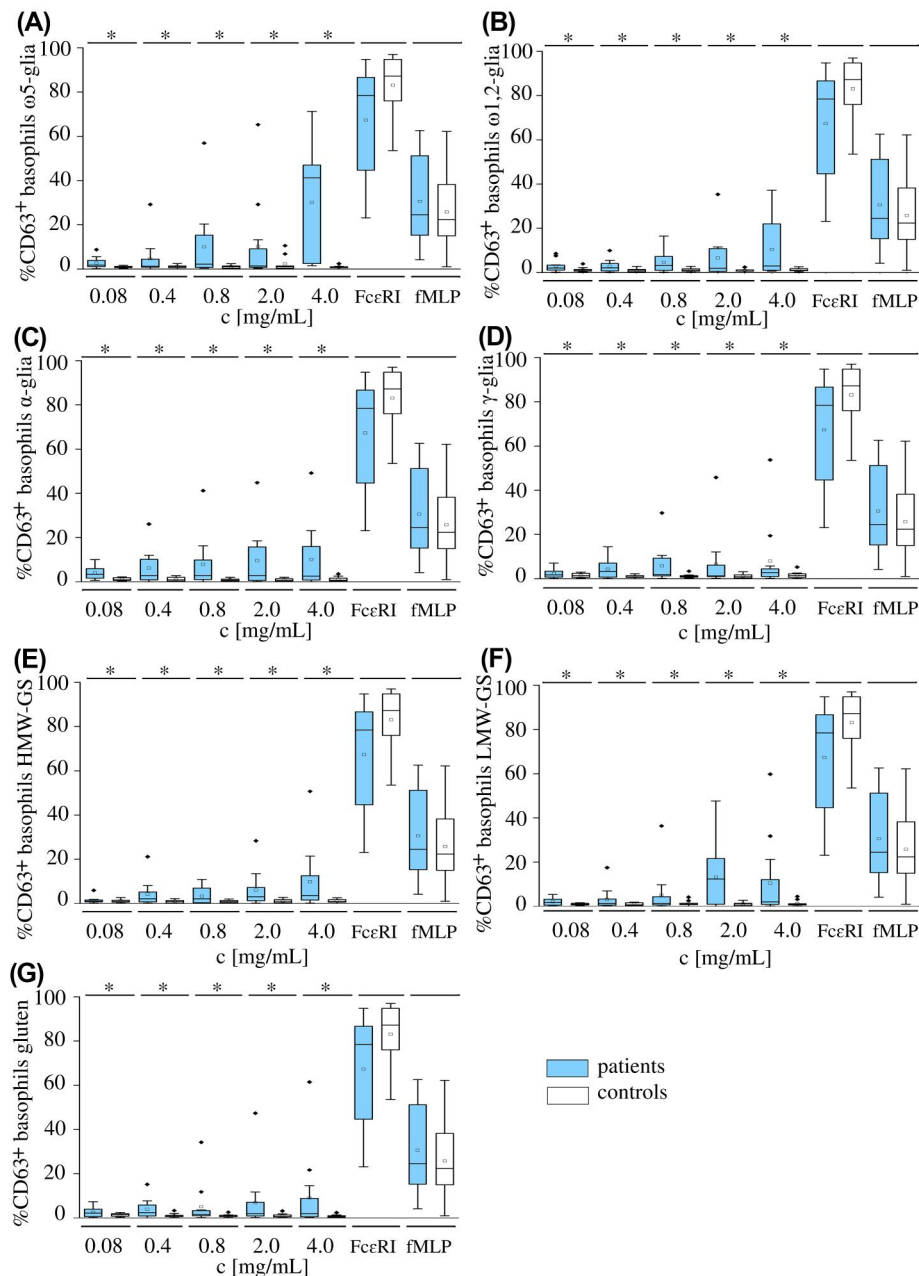 (A)
* * * * *
%CD63+ basophils ω5-glia
100
80
60
40
20
0
0.08 0.4 0.8 2.0 4.0 FcεRI fMLP
c [mg/mL]
(B)
* * * * *
%CD63+ basophils ω1,2-glia
100
80
60
40
20
0
0.08 0.4 0.8 2.0 4.0 FcεRI fMLP
c [mg/mL]
(C)
* * * * *
%CD63+ basophils α-glia
100
80
60
40
20
0
0.08 0.4 0.8 2.0 4.0 FcεRI fMLP
c [mg/mL]
(D)
* * * * *
%CD63+ basophils γ-glia
100
80
60
40
20
0
0.08 0.4 0.8 2.0 4.0 FcεRI fMLP
c [mg/mL]
(E)
* * * * *
%CD63+ basophils HMW-GS
100
80
60
40
20
0
0.08 0.4 0.8 2.0 4.0 FcεRI fMLP
c [mg/mL]
(F)
* * * * *
%CD63+ basophils LMW-GS
100
80
60
40
20
0
0.08 0.4 0.8 2.0 4.0 FcεRI fMLP
c [mg/mL]
(G)
* * * * *
%CD63+ basophils gluten
100
80
60
40
20
0
0.08 0.4 0.8 2.0 4.0 FcεRI fMLP
c [mg/mL]
patients
controls